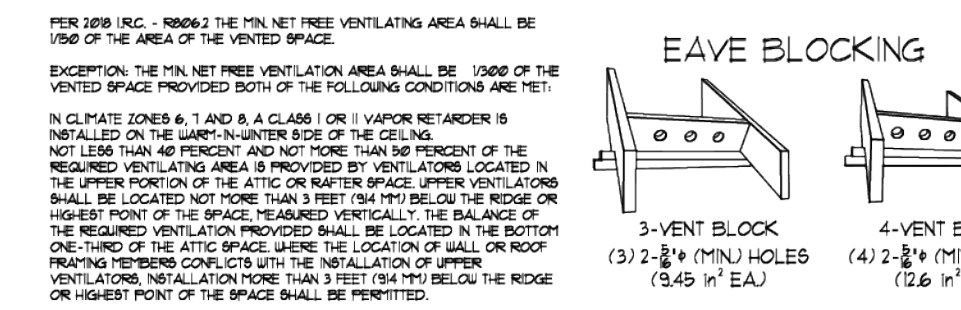 PER 2018 I.R.C. - R806.2 THE MIN. NET FREE VENTILATING AREA SHALL BE
1/150 OF THE AREA OF THE VENTED SPACE.
EXCEPTION: THE MIN. NET FREE VENTILATION AREA SHALL BE 1/300 OF THE
VENTED SPACE PROVIDED BOTH OF THE FOLLOWING CONDITIONS ARE MET:
IN CLIMATE ZONES 6, 7 AND 8, A CLASS I OR II VAPOR RETARDER IS
INSTALLED ON THE WARM-IN-WINTER SIDE OF THE CEILING.
NOT LESS THAN 40 PERCENT AND NOT MORE THAN 50 PERCENT OF THE
REQUIRED VENTILATING AREA IS PROVIDED BY VENTILATORS LOCATED IN
THE UPPER PORTION OF THE ATTIC OR RAFTER SPACE. UPPER VENTILATORS
SHALL BE LOCATED NOT MORE THAN 3 FEET (914 MM) BELOW THE RIDGE OR
HIGHEST POINT OF THE SPACE, MEASURED VERTICALLY. THE BALANCE OF
THE REQUIRED VENTILATION PROVIDED SHALL BE LOCATED IN THE BOTTOM
ONE-THIRD OF THE ATTIC SPACE. WHERE THE LOCATION OF WALL OR ROOF
FRAMING MEMBERS CONFLICTS WITH THE INSTALLATION OF UPPER
VENTILATORS, INSTALLATION MORE THAN 3 FEET (914 MM) BELOW THE RIDGE
OR HIGHEST POINT OF THE SPACE SHALL BE PERMITTED.
EAVE BLOCKING
3-VENT BLOCK
(3) 2-5/16"ϕ (MIN.) HOLES
(9.45 in² EA.)
4-VENT B
(4) 2-5/16"ϕ (MI
(12.6 in²